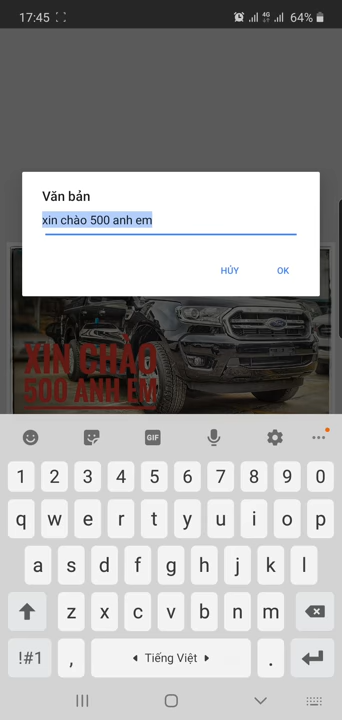 17:45 4G 64%
Văn bản
xin chào 500 anh em
HỦY OK
XIN CHÀO
500 ANH EM
GIF
1 2 3 4 5 6 7 8 9 0
q w e r t y u i o p
a s d f g h j k l
z x c v b n m
!#1 , Tiếng Việt .